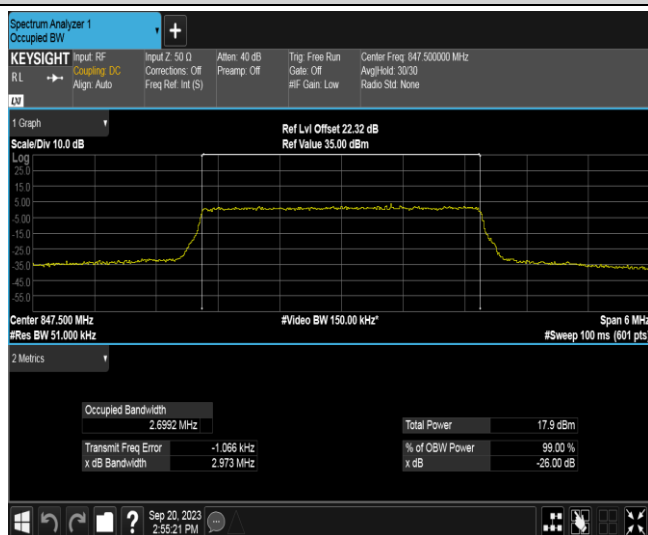 Spectrum Analyzer 1
Occupied BW
KEYSIGHT
RL
LXI
Input: RF
Coupling: DC
Align: Auto
Input Z: 50 Ω
Corrections: Off
Freq Ref: Int (S)
Atten: 40 dB
Preamp: Off
Trig: Free Run
Gate: Off
#IF Gain: Low
Center Freq: 847.500000 MHz
Avg|Hold: 30/30
Radio Std: None
1 Graph
Scale/Div 10.0 dB
Ref Lvl Offset 22.32 dB
Ref Value 35.00 dBm
Log
25.0
15.0
5.00
-5.00
-15.0
-25.0
-35.0
-45.0
-55.0
Center 847.500 MHz
#Video BW 150.00 kHz*
Span 6 MHz
#Res BW 51.000 kHz
#Sweep 100 ms (601 pts)
2 Metrics
Occupied Bandwidth
2.6992 MHz
Total Power 17.9 dBm
Transmit Freq Error -1.066 kHz
% of OBW Power 99.00 %
x dB Bandwidth 2.973 MHz
x dB -26.00 dB
Sep 20, 2023
2:55:21 PM